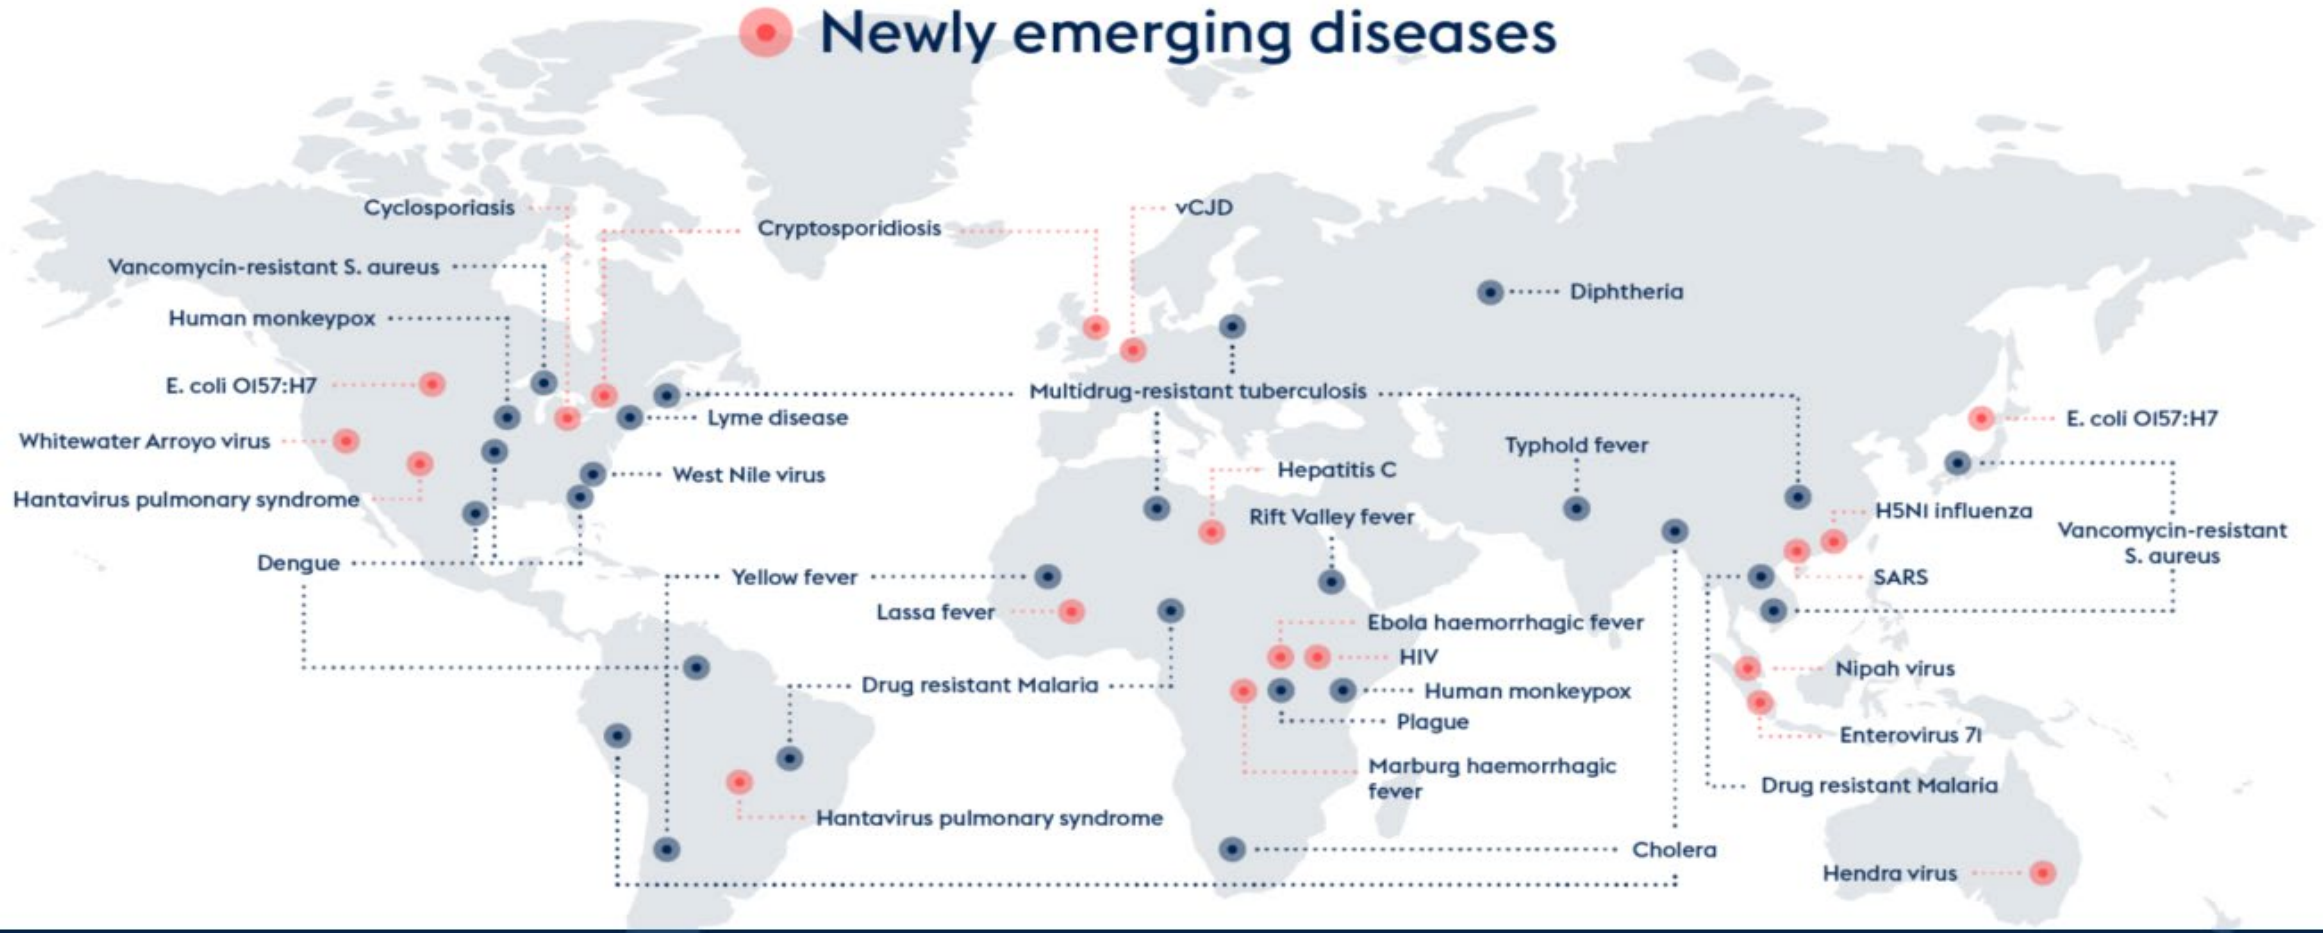 Newly emerging diseases
Cyclosporiasis
vCJD
Cryptosporidiosis
Vancomycin-resistant S. aureus
Diphtheria
Human monkeypox
E. coli O157:H7
Multidrug-resistant tuberculosis
Lyme disease
E. coli O157:H7
Whitewater Arroyo virus
Typhold fever
Hepatitis C
West Nile virus
Hantavirus pulmonary syndrome
H5N1 influenza
Rift Valley fever
Vancomycin-resistant
S. aureus
Dengue
Yellow fever
SARS
Lassa fever
Ebola haemorrhagic fever
HIV
Nipah virus
Drug resistant Malaria
Human monkeypox
Plague
Enterovirus 71
Marburg haemorrhagic
fever
Drug resistant Malaria
Hantavirus pulmonary syndrome
Cholera
Hendra virus